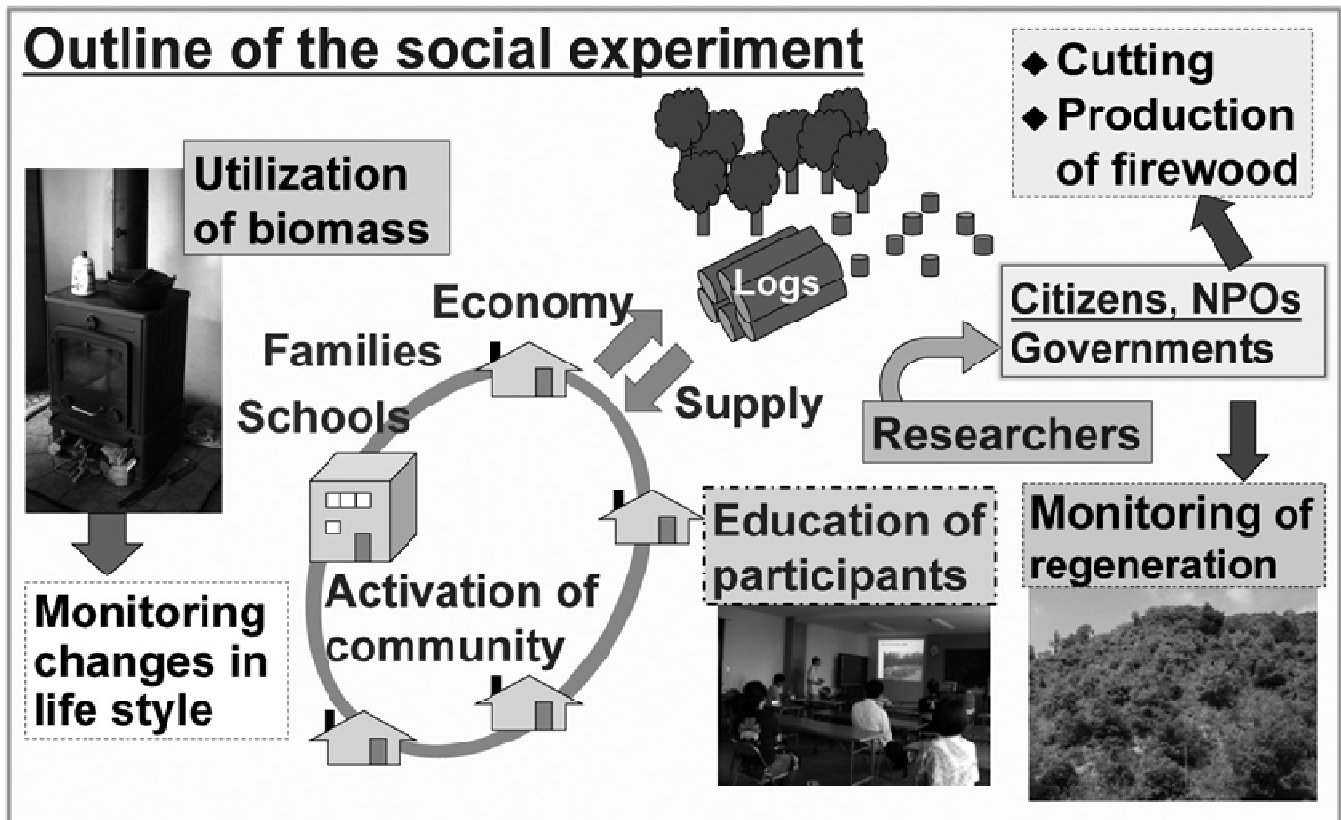 Outline of the social experiment
◆ Cutting
◆ Production
of firewood
Utilization
of biomass
Logs
Economy
Families
Schools
Supply
Citizens, NPOs
Governments
Researchers
Education of
participants
Monitoring of
regeneration
Activation of
community
Monitoring
changes in
life style